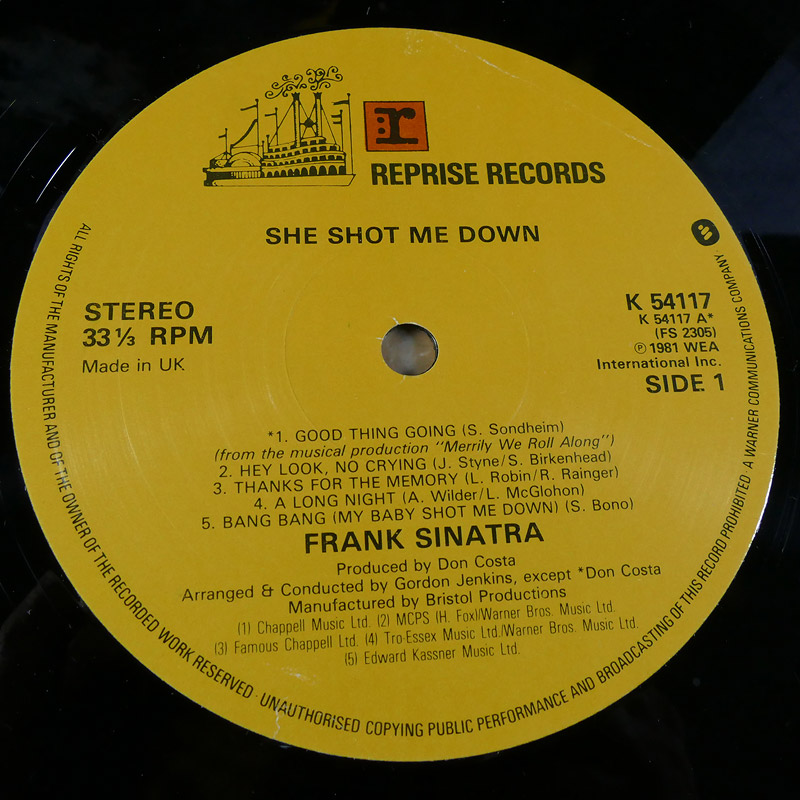 r:
REPRISE RECORDS
SHE SHOT ME DOWN
STEREO
33 ⅓ RPM
Made in UK
K 54117
K 54117 A*
(FS 2305)
℗ 1981 WEA
International Inc.
SIDE 1
*1. GOOD THING GOING (S. Sondheim)
(from the musical production "Merrily We Roll Along")
2. HEY LOOK, NO CRYING (J. Styne/S. Birkenhead)
3. THANKS FOR THE MEMORY (L. Robin/R. Rainger)
4. A LONG NIGHT (A. Wilder/L. McGlohon)
5. BANG BANG (MY BABY SHOT ME DOWN) (S. Bono)
FRANK SINATRA
Produced by Don Costa
Arranged & Conducted by Gordon Jenkins, except *Don Costa
Manufactured by Bristol Productions
(1) Chappell Music Ltd. (2) MCPS (H. Fox)/Warner Bros. Music Ltd.
(3) Famous Chappell Ltd. (4) Tro-Essex Music Ltd./Warner Bros. Music Ltd.
(5) Edward Kassner Music Ltd.
ALL RIGHTS OF THE MANUFACTURER AND OF THE OWNER OF THE RECORDED WORK RESERVED · UNAUTHORISED COPYING PUBLIC PERFORMANCE AND BROADCASTING OF THIS RECORD PROHIBITED · A WARNER COMMUNICATIONS COMPANY